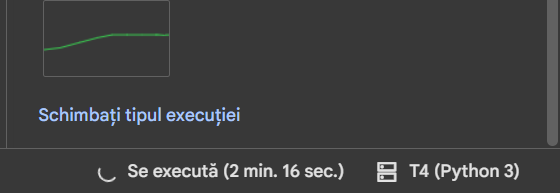 Schimbați tipul execuției
Se execută (2 min. 16 sec.)
T4 (Python 3)